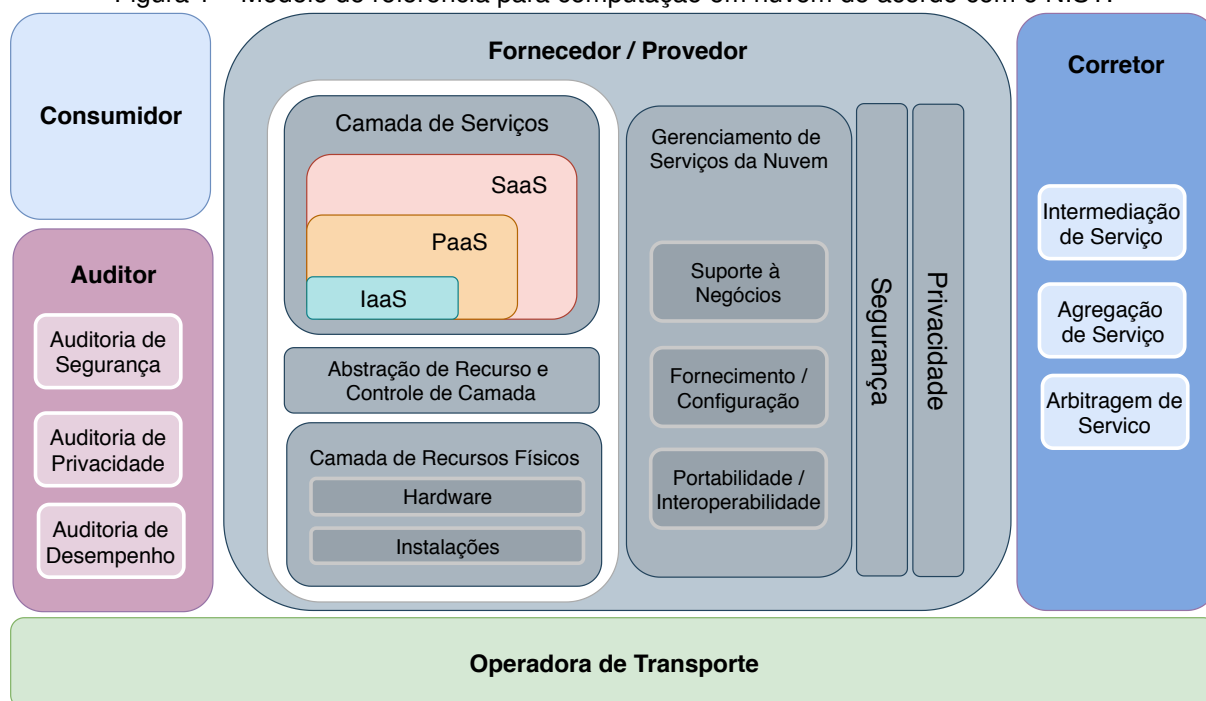 Fornecedor / Provedor
Corretor
Consumidor
Camada de Serviços
SaaS
PaaS
IaaS
Gerenciamento de
Serviços da Nuvem
Suporte à
Negócios
Fornecimento /
Configuração
Portabilidade /
Interoperabilidade
Segurança
Privacidade
Intermediação
de Serviço
Agregação
de Serviço
Arbitragem de
Servico
Auditor
Auditoria de
Segurança
Auditoria de
Privacidade
Auditoria de
Desempenho
Abstração de Recurso e
Controle de Camada
Camada de Recursos Físicos
Hardware
Instalações
Operadora de Transporte